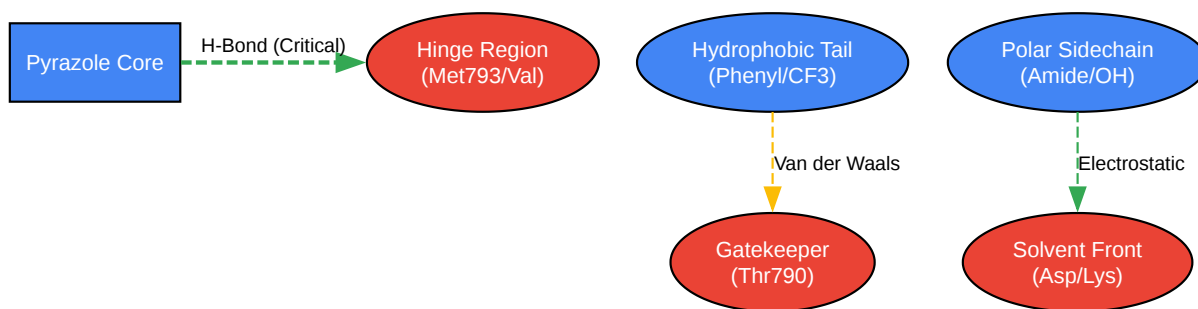 Pyrazole Core
H-Bond (Critical)
Hinge Region
(Met793/Val)
Hydrophobic Tail
(Phenyl/CF3)
Polar Sidechain
(Amide/OH)
Van der Waals
Electrostatic
Gatekeeper
(Thr790)
Solvent Front
(Asp/Lys)